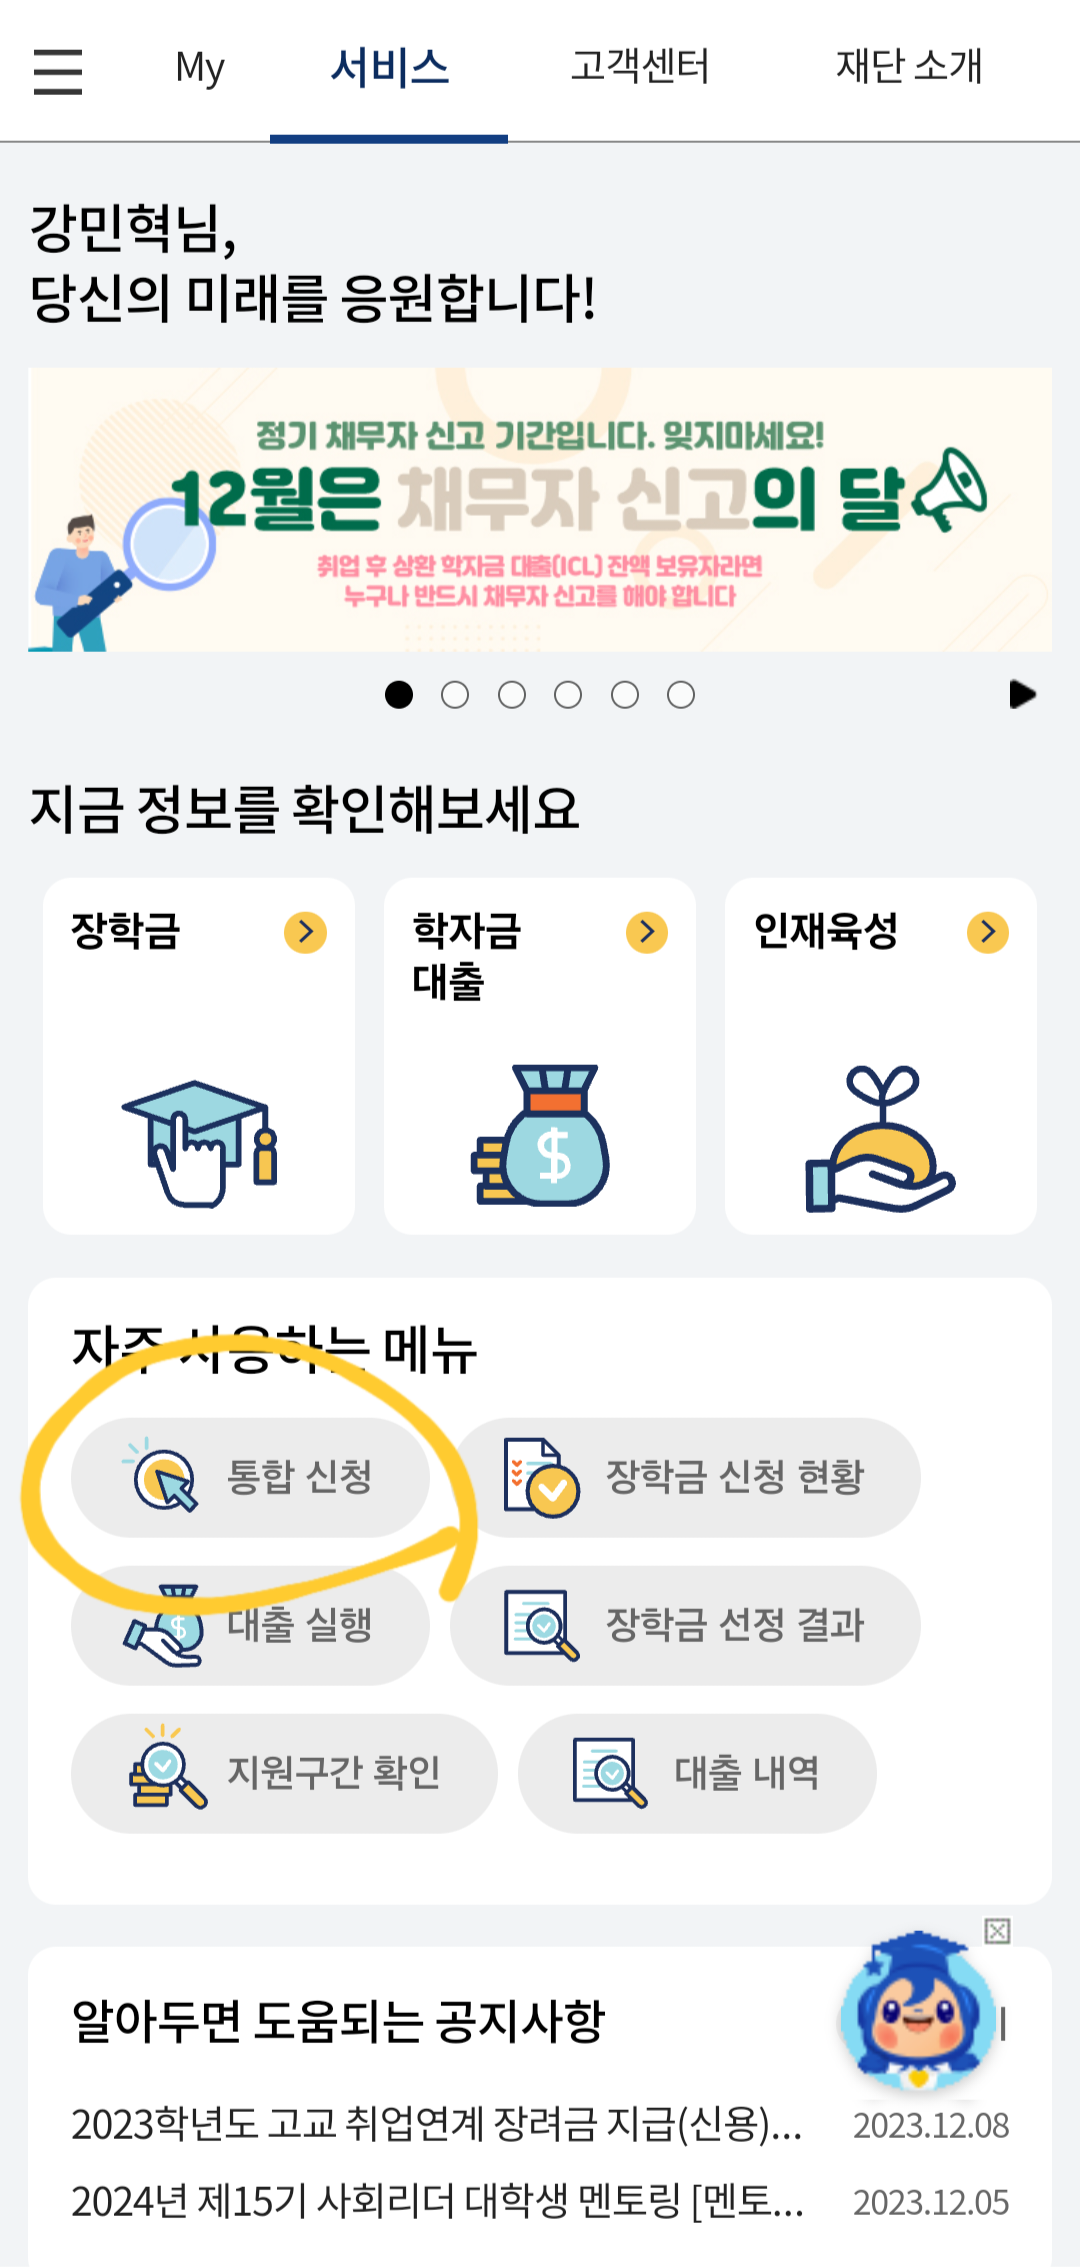 My 서비스 고객센터 재단 소개
강민혁님,
당신의 미래를 응원합니다!
정기 채무자 신고 기간입니다. 잊지마세요!
12월은 채무자 신고의 달
취업 후 상환 학자금 대출(ICL) 잔액 보유자라면
누구나 반드시 채무자 신고를 해야 합니다
지금 정보를 확인해보세요
장학금
학자금
대출
인재육성
자주 사용하는 메뉴
통합 신청
장학금 신청 현황
대출 실행
장학금 선정 결과
지원구간 확인
대출 내역
알아두면 도움되는 공지사항
2023학년도 고교 취업연계 장려금 지급(신용)... 2023.12.08
2024년 제15기 사회리더 대학생 멘토링 [멘토... 2023.12.05